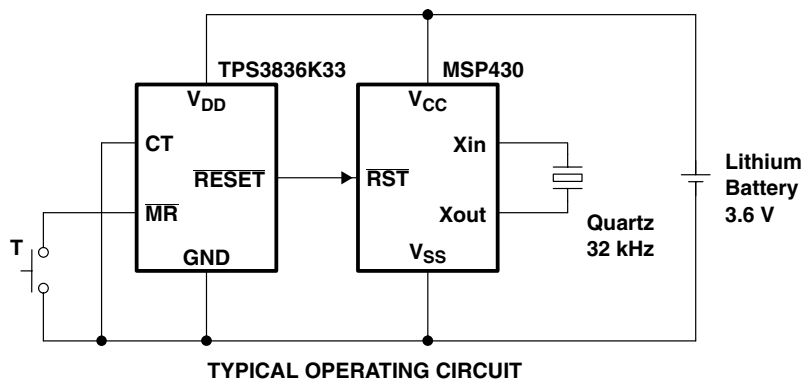 TPS3836K33
MSP430
VDD
VCC
CT
Xin
RESET
RST
MR
Xout
Lithium
Battery
3.6 V
Quartz
32 kHz
T
GND
VSS
TYPICAL OPERATING CIRCUIT